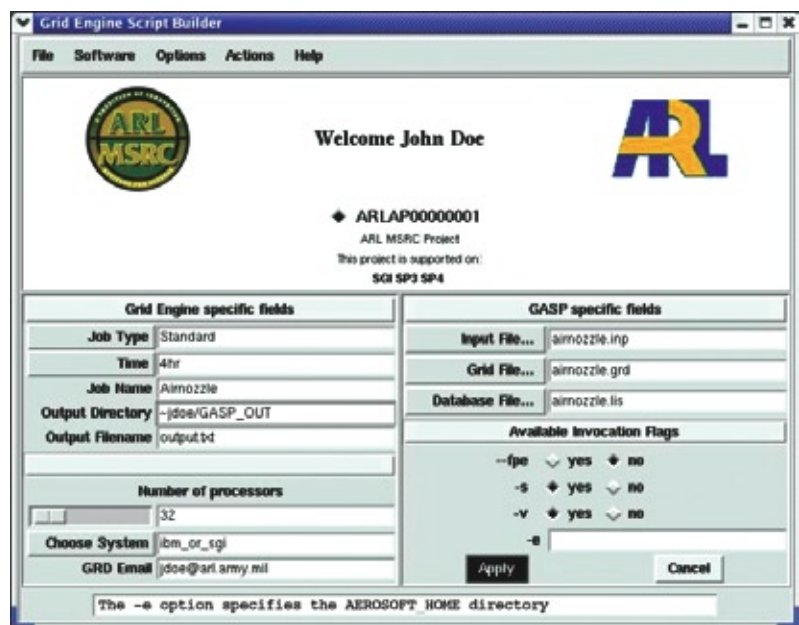 Grid Engine Script Builder
File Software Options Actions Help
ARL
MSRC
Welcome John Doe
ARL
ARLAP00000001
ARL MSRC Project
This project is supported on:
SGI SP3 SP4
Grid Engine specific fields
Job Type Standard
Time 4hr
Job Name Airnozzle
Output Directory ~jdoe/GASP_OUT
Output Filename output.txt
Number of processors
32
Choose System ibm_or_sgi
GRD Email jdoe@arl.army.mil
GASP specific fields
Input File... airnozzle.inp
Grid File... airnozzle.grd
Database File... airnozzle.lis
Available Invocation Flags
--fpe yes no
-s yes no
-v yes no
-e
Apply Cancel
The -e option specifies the AEROSOFT_HOME directory